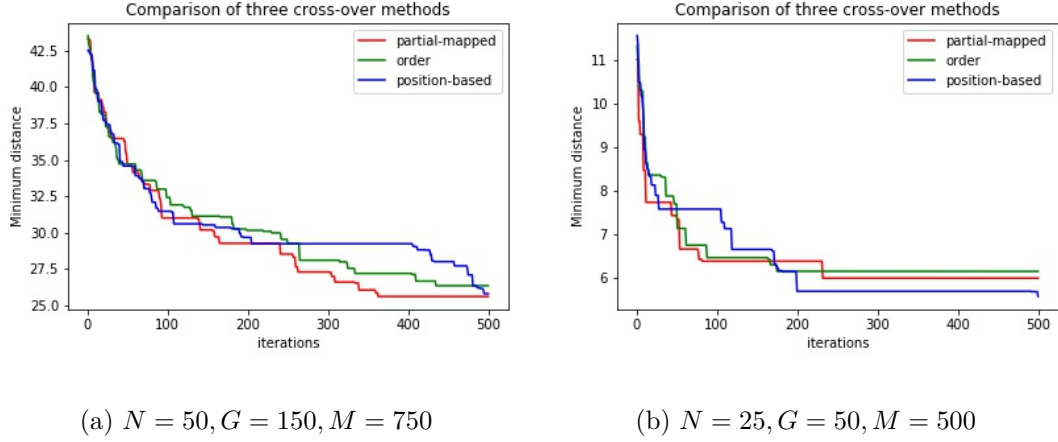 Comparison of three cross-over methods
42.5
40.0
37.5
35.0
32.5
30.0
27.5
25.0
Minimum distance
partial-mapped
order
position-based
0 100 200 300 400 500
iterations
(a) N = 50, G = 150, M = 750
Comparison of three cross-over methods
11
10
9
8
7
6
Minimum distance
partial-mapped
order
position-based
0 100 200 300 400 500
iterations
(b) N = 25, G = 50, M = 500